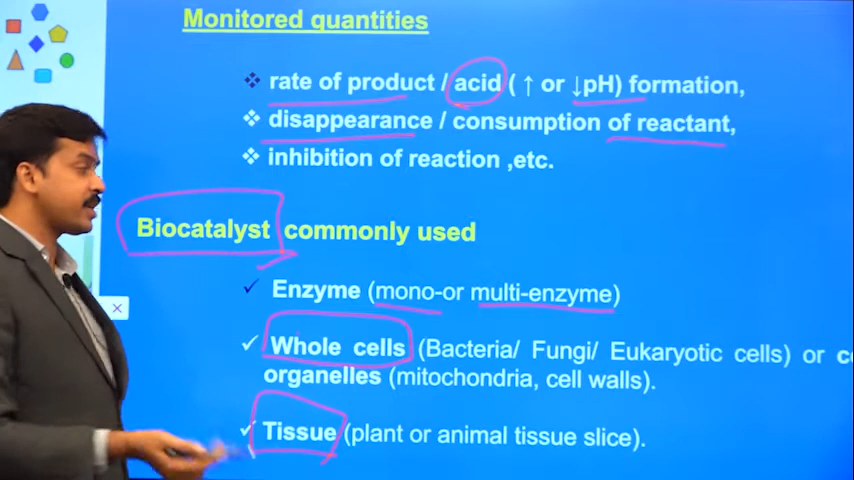 Monitored quantities
❖ rate of product / acid ( ↑ or ↓pH) formation,
❖ disappearance / consumption of reactant,
❖ inhibition of reaction ,etc.
Biocatalyst commonly used
✓ Enzyme (mono-or multi-enzyme)
✓ Whole cells (Bacteria/ Fungi/ Eukaryotic cells) or
organelles (mitochondria, cell walls).
✓ Tissue (plant or animal tissue slice).